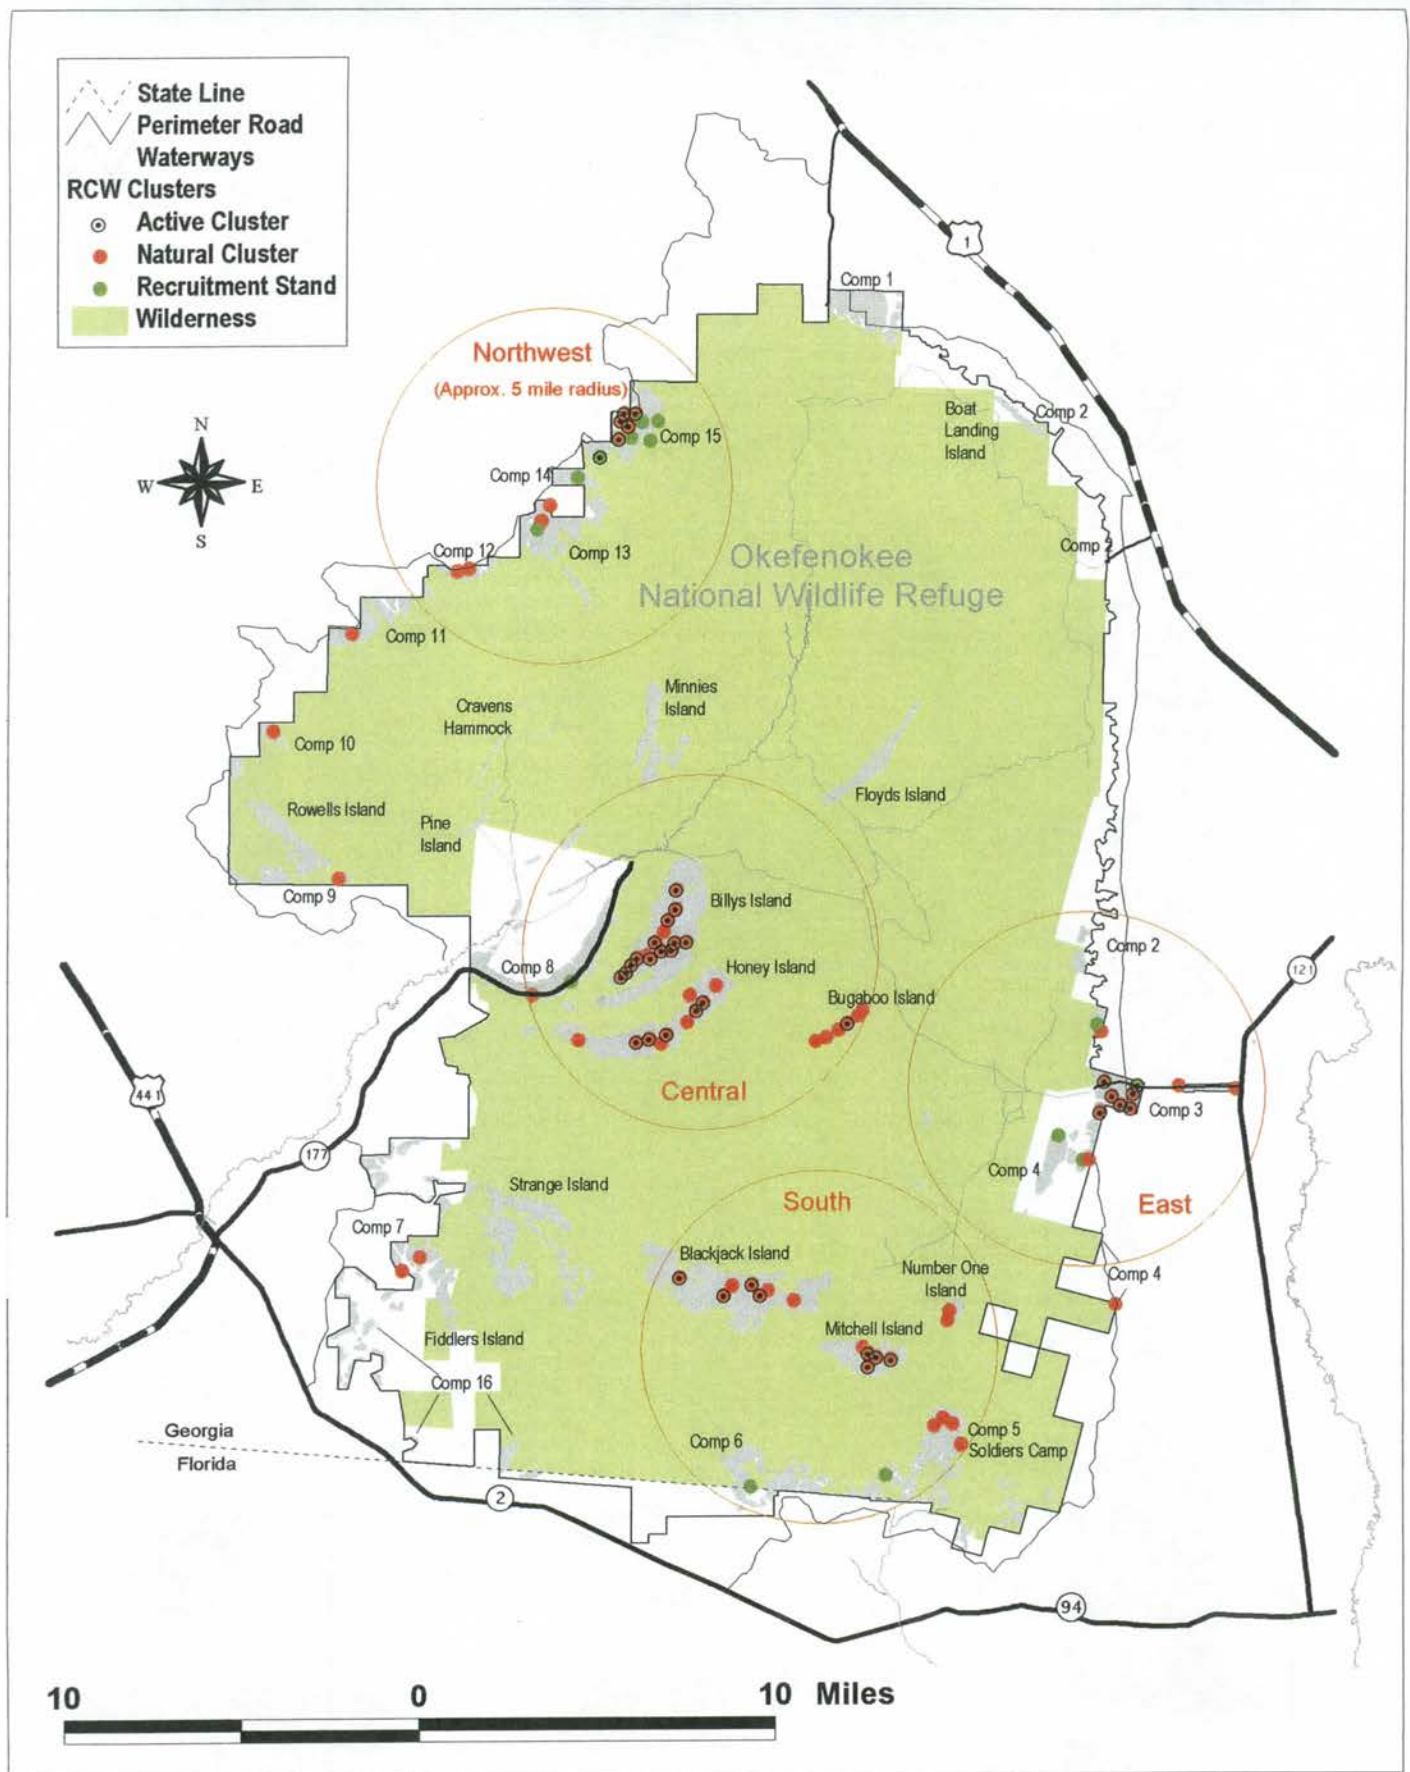 State Line
Perimeter Road
Waterways
RCW Clusters
Active Cluster
Natural Cluster
Recruitment Stand
Wilderness
1
Comp 1
Northwest
(Approx. 5 mile radius)
Boat
Landing
Island
Comp 2
N
W
E
S
Comp 15
Comp 14
Comp 12
Comp 13
Comp 2
Okefenokee
National Wildlife Refuge
Comp 11
Minnies
Island
Cravens
Hammock
Comp 10
Floyds Island
Rowells Island
Pine
Island
Comp 9
Billys Island
Comp 2
Comp 8
Honey Island
121
Bugaboo Island
441
Central
Comp 3
177
Comp 4
Strange Island
South
East
Comp 7
Blackjack Island
Number One
Island
Comp 4
Mitchell Island
Fiddlers Island
Comp 16
Georgia
Florida
Comp 6
Comp 5
Soldiers Camp
2
94
10 0 10 Miles